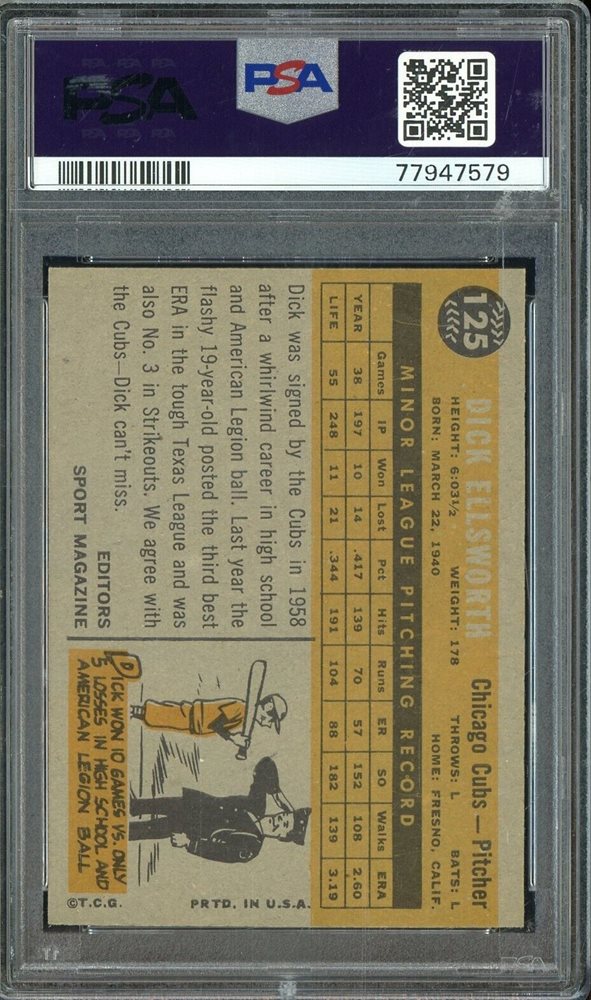 PSA
PSA
77947579
125
DICK ELLSWORTH Chicago Cubs — Pitcher
HEIGHT: 6:03½ WEIGHT: 178 THROWS: L BATS: L
BORN: MARCH 22, 1940 HOME: FRESNO, CALIF.
MINOR LEAGUE PITCHING RECORD
Games IP Won Lost Pct Hits Runs ER SO Walks ERA
YEAR 38 197 10 14 .417 139 70 57 152 108 2.60
LIFE 55 248 11 21 .344 191 104 88 182 139 3.19
Dick was signed by the Cubs in 1958
after a whirlwind career in high school
and American Legion ball. Last year the
flashy 19-year-old posted the third best
ERA in the tough Texas League and was
also No. 3 in Strikeouts. We agree with
the Cubs—Dick can't miss.
EDITORS
SPORT MAGAZINE
DICK WON 10 GAMES VS. ONLY
5 LOSSES IN HIGH SCHOOL AND
AMERICAN LEGION BALL
©T.C.G. PRTD. IN U.S.A.